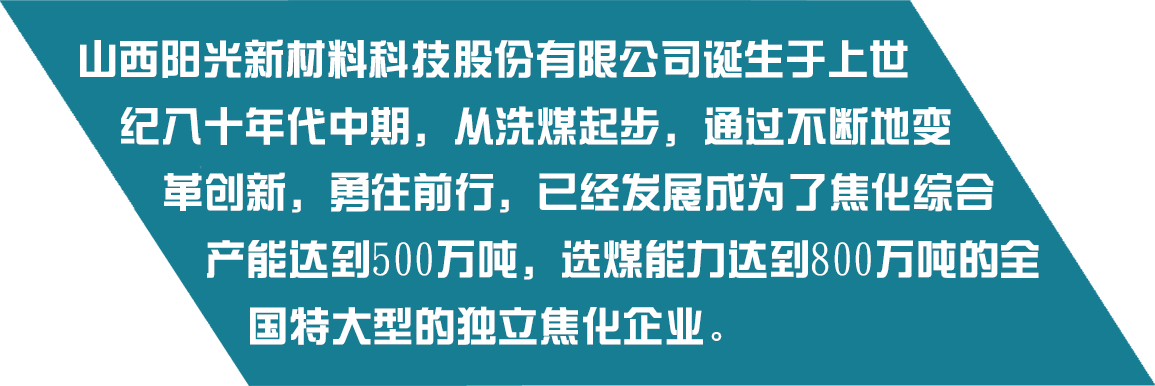 山西阳光新材料科技股份有限公司诞生于上世
纪八十年代中期，从洗煤起步，通过不断地变
革创新，勇往前行，已经发展成为了焦化综合
产能达到500万吨，选煤能力达到800万吨的全
国特大型的独立焦化企业。